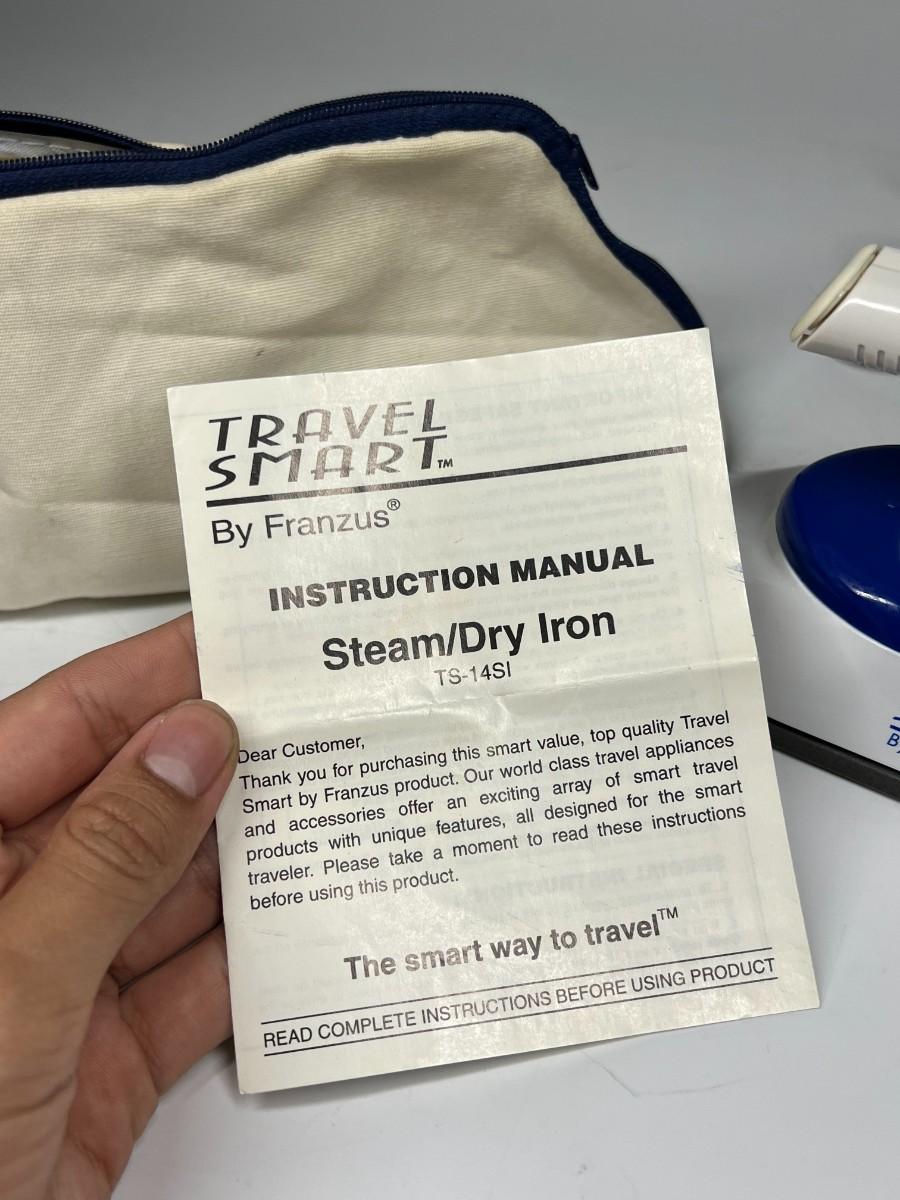 TRAVEL
SMART™
By Franzus®
INSTRUCTION MANUAL
Steam/Dry Iron
TS-14SI
Dear Customer,
Thank you for purchasing this smart value, top quality Travel
Smart by Franzus product. Our world class travel appliances
and accessories offer an exciting array of smart travel
products with unique features, all designed for the smart
traveler. Please take a moment to read these instructions
before using this product.
The smart way to travel™
READ COMPLETE INSTRUCTIONS BEFORE USING PRODUCT